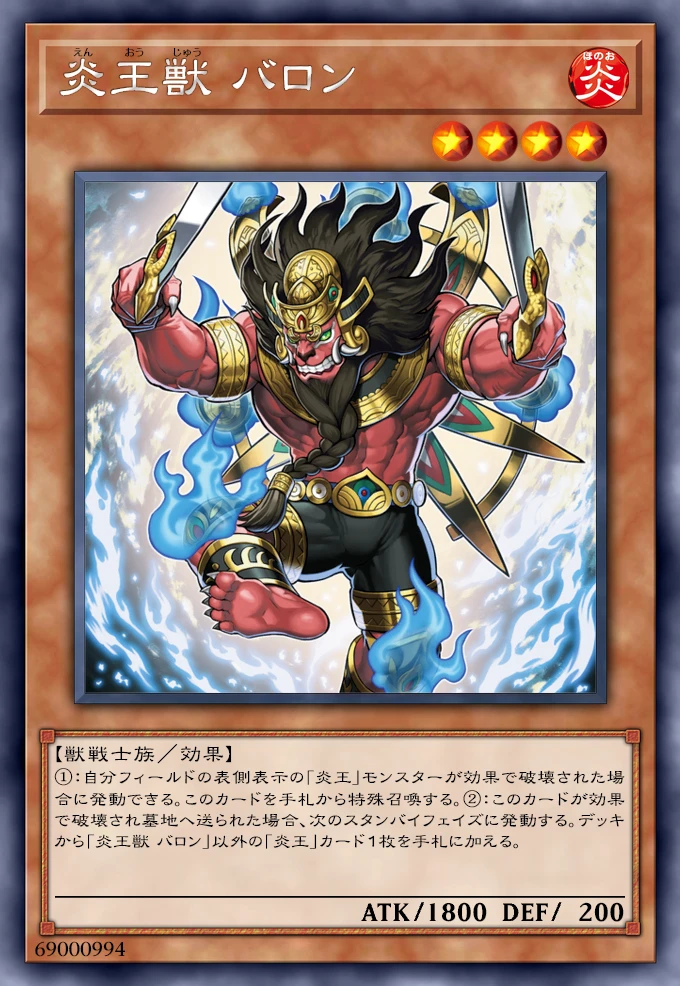 えん おう じゅう
炎王獣 バロン
ほのお
炎
【獣戦士族／効果】
①：自分フィールドの表側表示の「炎王」モンスターが効果で破壊された場
合に発動できる。このカードを手札から特殊召喚する。②：このカードが効果
で破壊され墓地へ送られた場合、次のスタンバイフェイズに発動する。デッキ
から「炎王獣 バロン」以外の「炎王」カード１枚を手札に加える。
ATK/1800 DEF/ 200
69000994